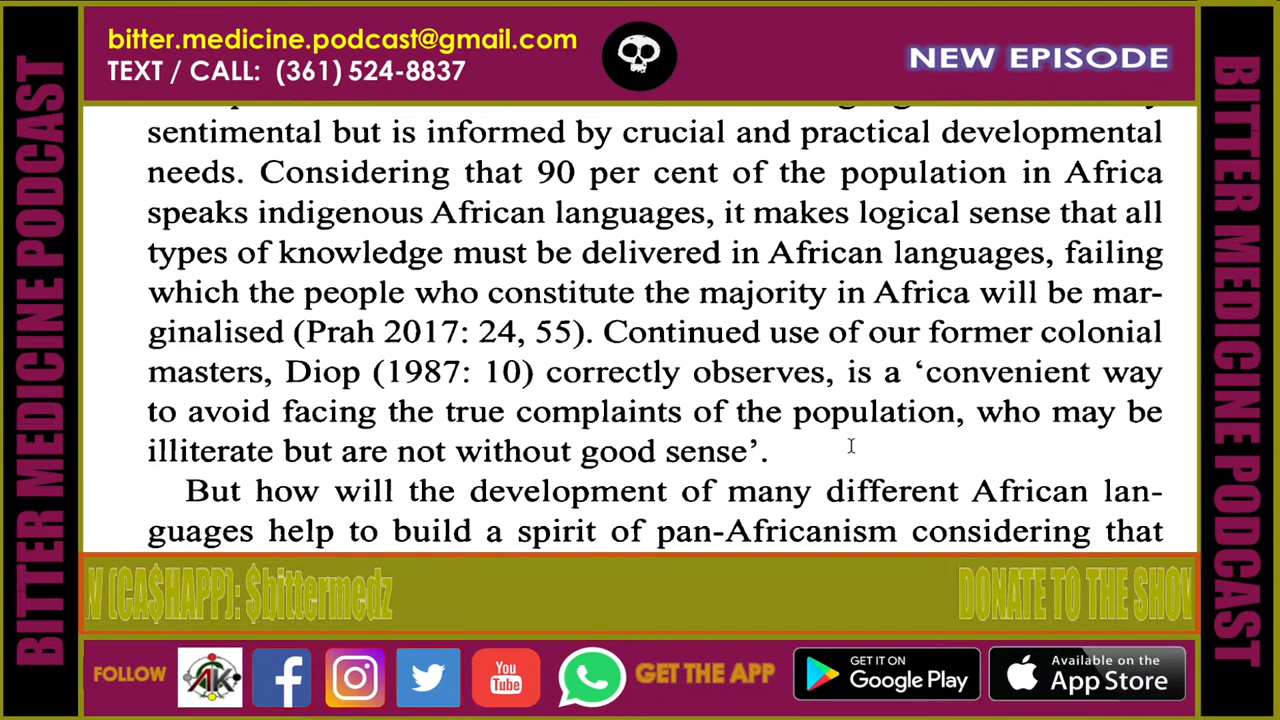 bitter.medicine.podcast@gmail.com
TEXT / CALL: (361) 524-8837
NEW EPISODE
BITTER MEDICINE PODCAST
sentimental but is informed by crucial and practical developmental
needs. Considering that 90 per cent of the population in Africa
speaks indigenous African languages, it makes logical sense that all
types of knowledge must be delivered in African languages, failing
which the people who constitute the majority in Africa will be mar-
ginalised (Prah 2017: 24, 55). Continued use of our former colonial
masters, Diop (1987: 10) correctly observes, is a ‘convenient way
to avoid facing the true complaints of the population, who may be
illiterate but are not without good sense’.
But how will the development of many different African lan-
guages help to build a spirit of pan-Africanism considering that
BITTER MEDICINE PODCAST
W (CA$HAPP): $bittermedz
DONATE TO THE SHOW
FOLLOW
ATK
You
Tube
GET THE APP
GET IT ON
Google Play
Available on the
App Store